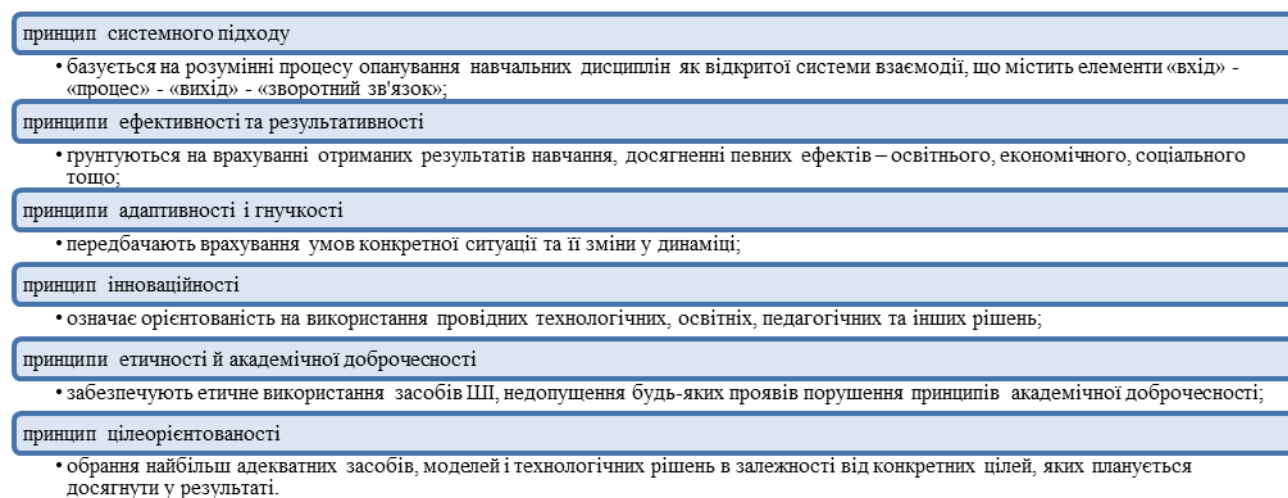 принцип системного підходу
• базується на розумінні процесу опанування навчальних дисциплін як відкритої системи взаємодії, що містить елементи «вхід» -
«процес» - «вихід» - «зворотний зв'язок»;
принципи ефективності та результативності
• ґрунтуються на врахуванні отриманих результатів навчання, досягненні певних ефектів – освітнього, економічного, соціального
тощо;
принципи адаптивності і гнучкості
• передбачають врахування умов конкретної ситуації та її зміни у динаміці;
принцип інноваційності
• означає орієнтованість на використання провідних технологічних, освітніх, педагогічних та інших рішень;
принципи етичності й академічної доброчесності
• забезпечують етичне використання засобів ШІ, недопущення будь-яких проявів порушення принципів академічної доброчесності;
принцип цілеорієнтованості
• обрання найбільш адекватних засобів, моделей і технологічних рішень в залежності від конкретних цілей, яких планується
досягнути у результаті.